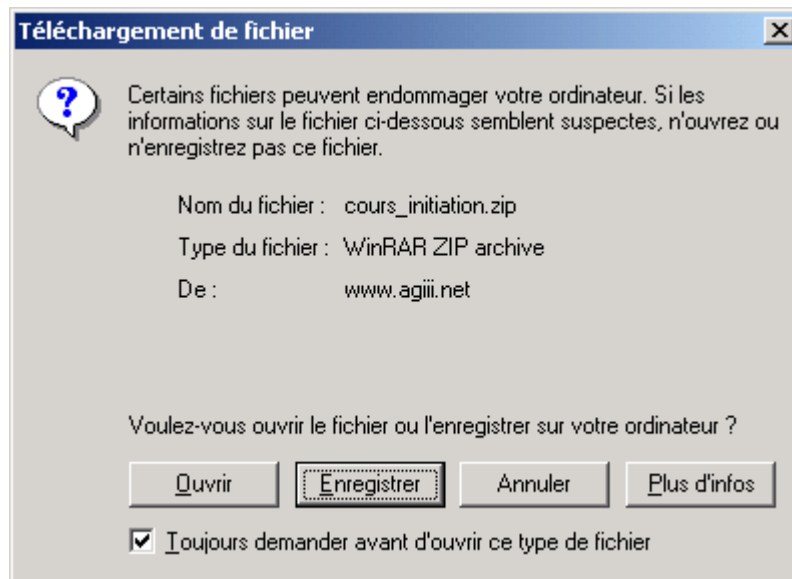 Téléchargement de fichier
Certains fichiers peuvent endommager votre ordinateur. Si les
informations sur le fichier ci-dessous semblent suspectes, n'ouvrez ou
n'enregistrez pas ce fichier.
Nom du fichier : cours_initiation.zip
Type du fichier : WinRAR ZIP archive
De : www.agiii.net
Voulez-vous ouvrir le fichier ou l'enregistrer sur votre ordinateur ?
Ouvrir Enregistrer Annuler Plus d'infos
Toujours demander avant d'ouvrir ce type de fichier